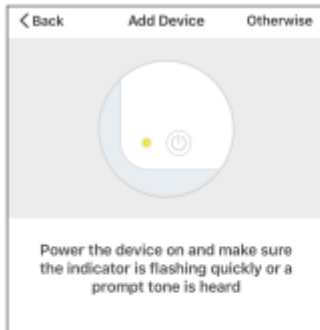 < Back Add Device Otherwise
Power the device on and make sure
the indicator is flashing quickly or a
prompt tone is heard